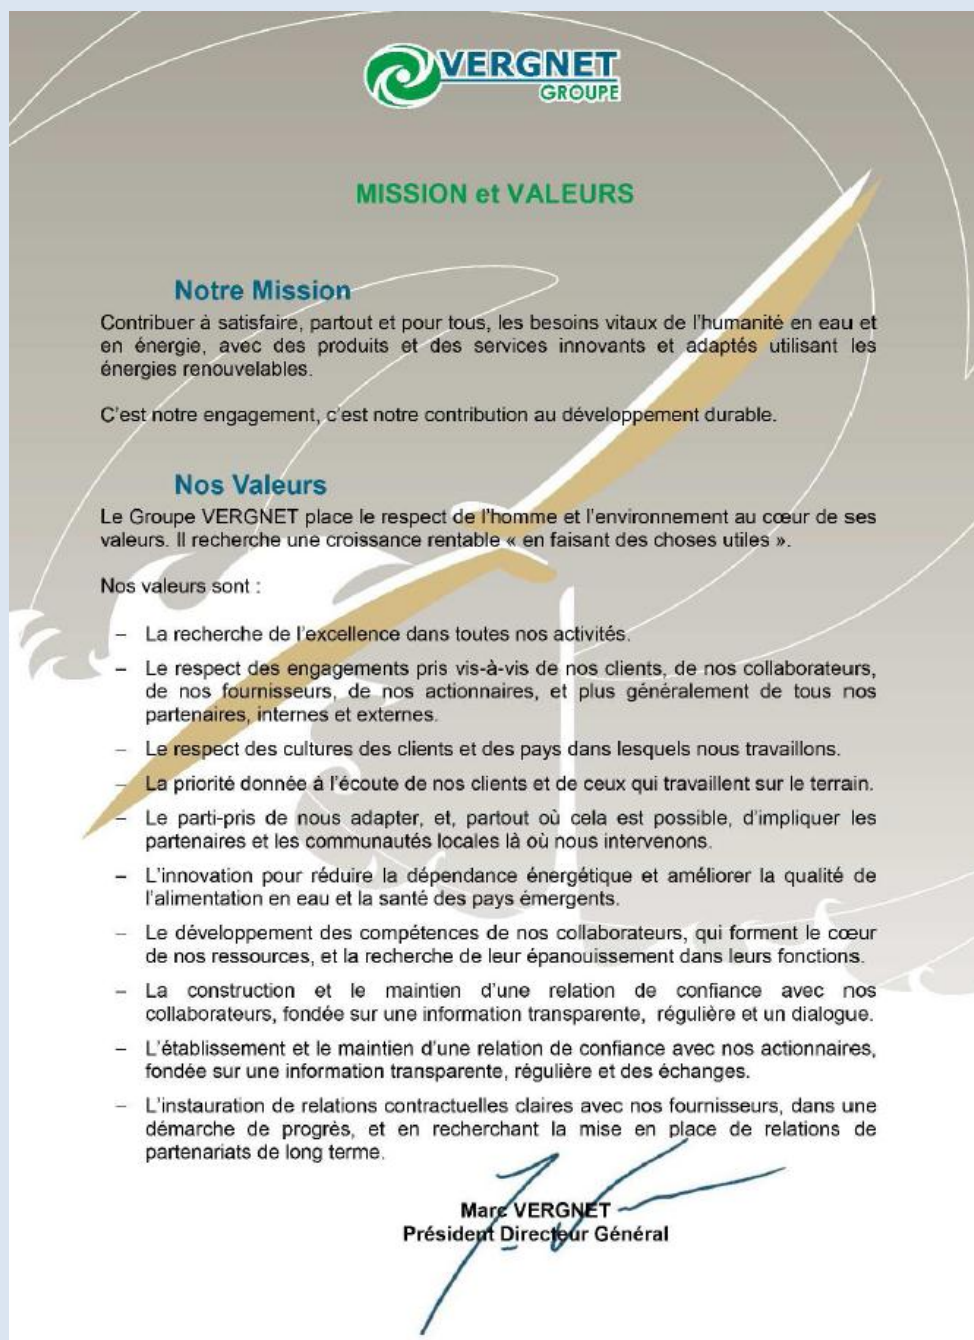 VERGNET
GROUPE
MISSION et VALEURS
Notre Mission
Contribuer à satisfaire, partout et pour tous, les besoins vitaux de l'humanité en eau et
en énergie, avec des produits et des services innovants et adaptés utilisant les
énergies renouvelables.
C'est notre engagement, c'est notre contribution au développement durable.
Nos Valeurs
Le Groupe VERGNET place le respect de l'homme et l'environnement au cœur de ses
valeurs. Il recherche une croissance rentable « en faisant des choses utiles ».
Nos valeurs sont :
– La recherche de l'excellence dans toutes nos activités.
– Le respect des engagements pris vis-à-vis de nos clients, de nos collaborateurs,
de nos fournisseurs, de nos actionnaires, et plus généralement de tous nos
partenaires, internes et externes.
– Le respect des cultures des clients et des pays dans lesquels nous travaillons.
– La priorité donnée à l'écoute de nos clients et de ceux qui travaillent sur le terrain.
– Le parti-pris de nous adapter, et, partout où cela est possible, d'impliquer les
partenaires et les communautés locales là où nous intervenons.
– L'innovation pour réduire la dépendance énergétique et améliorer la qualité de
l'alimentation en eau et la santé des pays émergents.
– Le développement des compétences de nos collaborateurs, qui forment le cœur
de nos ressources, et la recherche de leur épanouissement dans leurs fonctions.
– La construction et le maintien d'une relation de confiance avec nos
collaborateurs, fondée sur une information transparente, régulière et un dialogue.
– L'établissement et le maintien d'une relation de confiance avec nos actionnaires,
fondée sur une information transparente, régulière et des échanges.
– L'instauration de relations contractuelles claires avec nos fournisseurs, dans une
démarche de progrès, et en recherchant la mise en place de relations de
partenariats de long terme.
Marc VERGNET
Président Directeur Général